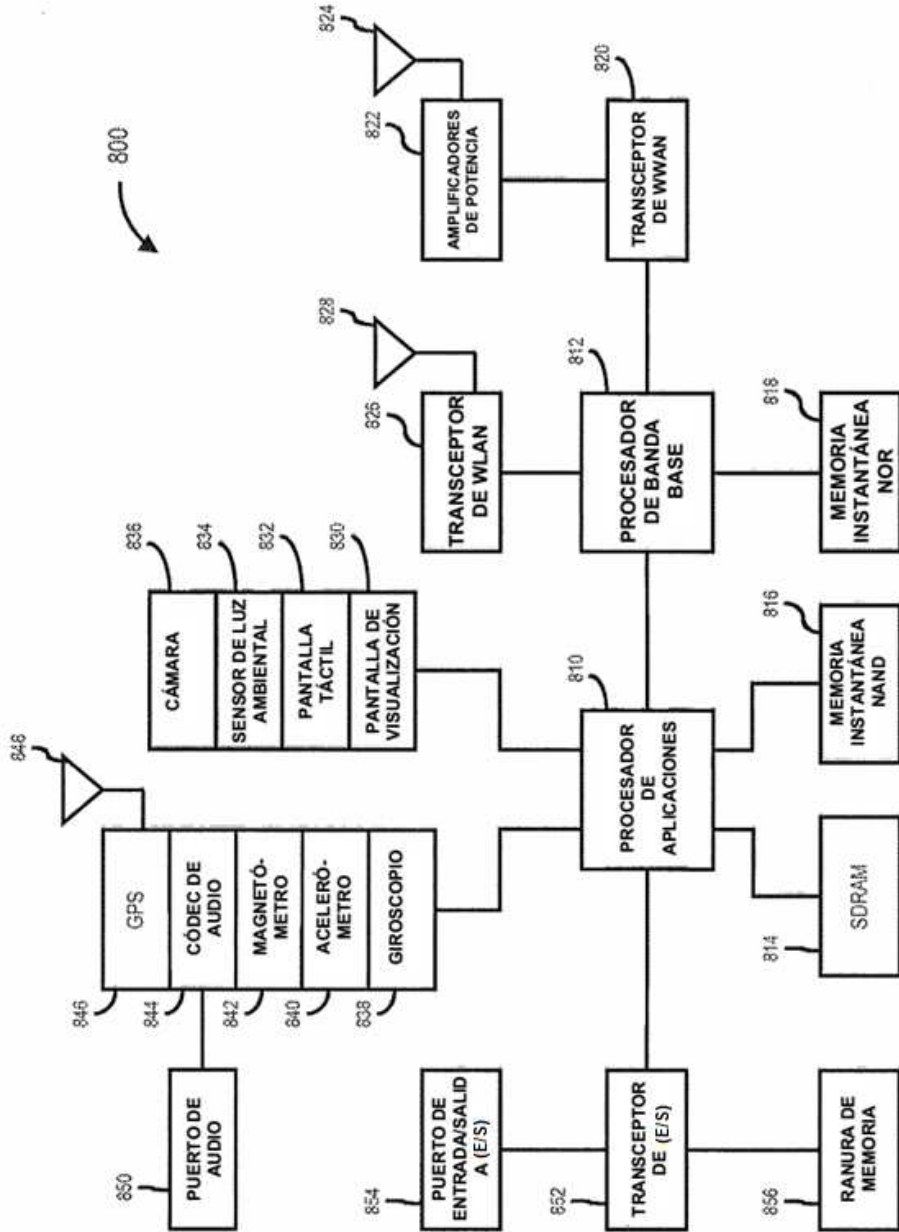 800
824
848
836
828
846
GPS
CÁMARA
834
822
AMPLIFICADORES
DE POTENCIA
850
PUERTO DE
AUDIO
844
CÓDEC DE
AUDIO
SENSOR DE LUZ
AMBIENTAL
832
826
842
MAGNETÓ-
METRO
PANTALLA
TÁCTIL
830
TRANSCEPTOR
DE WLAN
840
ACELERÓ-
METRO
PANTALLA DE
VISUALIZACIÓN
838
GIROSCOPIO
854
PUERTO DE
ENTRADA/SALID
A (E/S)
810
812
820
852
TRANSCEPTOR
DE (E/S)
PROCESADOR
DE
APLICACIONES
PROCESADOR
DE BANDA
BASE
TRANSCEPTOR
DE WWAN
856
RANURA DE
MEMORIA
814
SDRAM
816
MEMORIA
INSTANTÁNEA
NAND
818
MEMORIA
INSTANTÁNEA
NOR